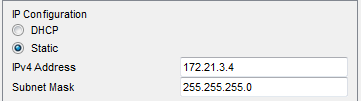 IP Configuration
DHCP
Static
IPv4 Address 172.21.3.4
Subnet Mask 255.255.255.0